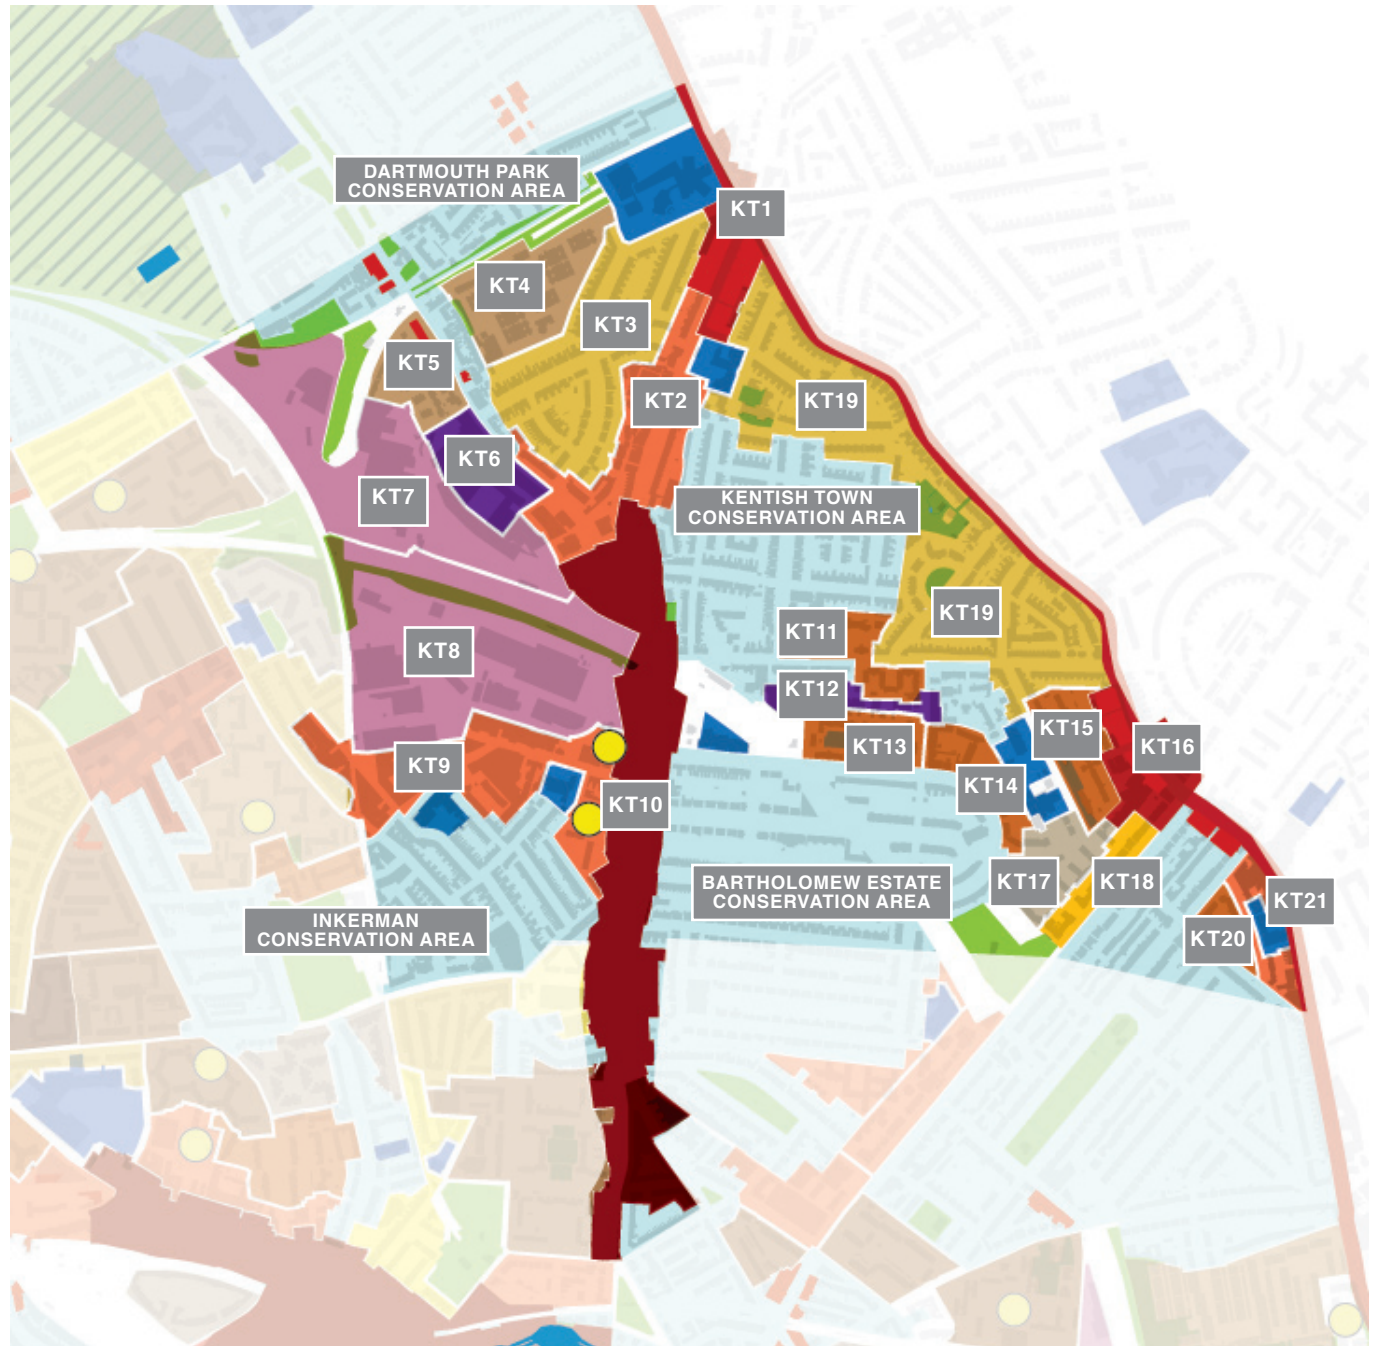 DARTMOUTH PARK
CONSERVATION AREA
KT1
KT4
KT3
KT5
KT2
KT19
KT6
KT7
KENTISH TOWN
CONSERVATION AREA
KT19
KT11
KT8
KT12
KT15
KT13
KT16
KT9
KT14
KT10
BARTHOLOMEW ESTATE
CONSERVATION AREA
KT17
KT18
KT21
INKERMAN
CONSERVATION AREA
KT20